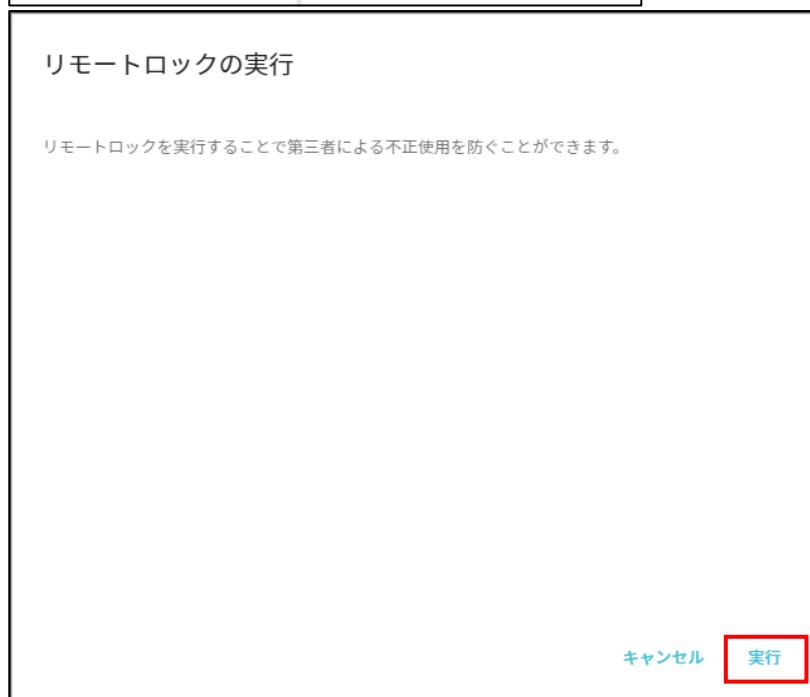 リモートロックの実行
リモートロックを実行することで第三者による不正使用を防ぐことができます。
キャンセル 実行